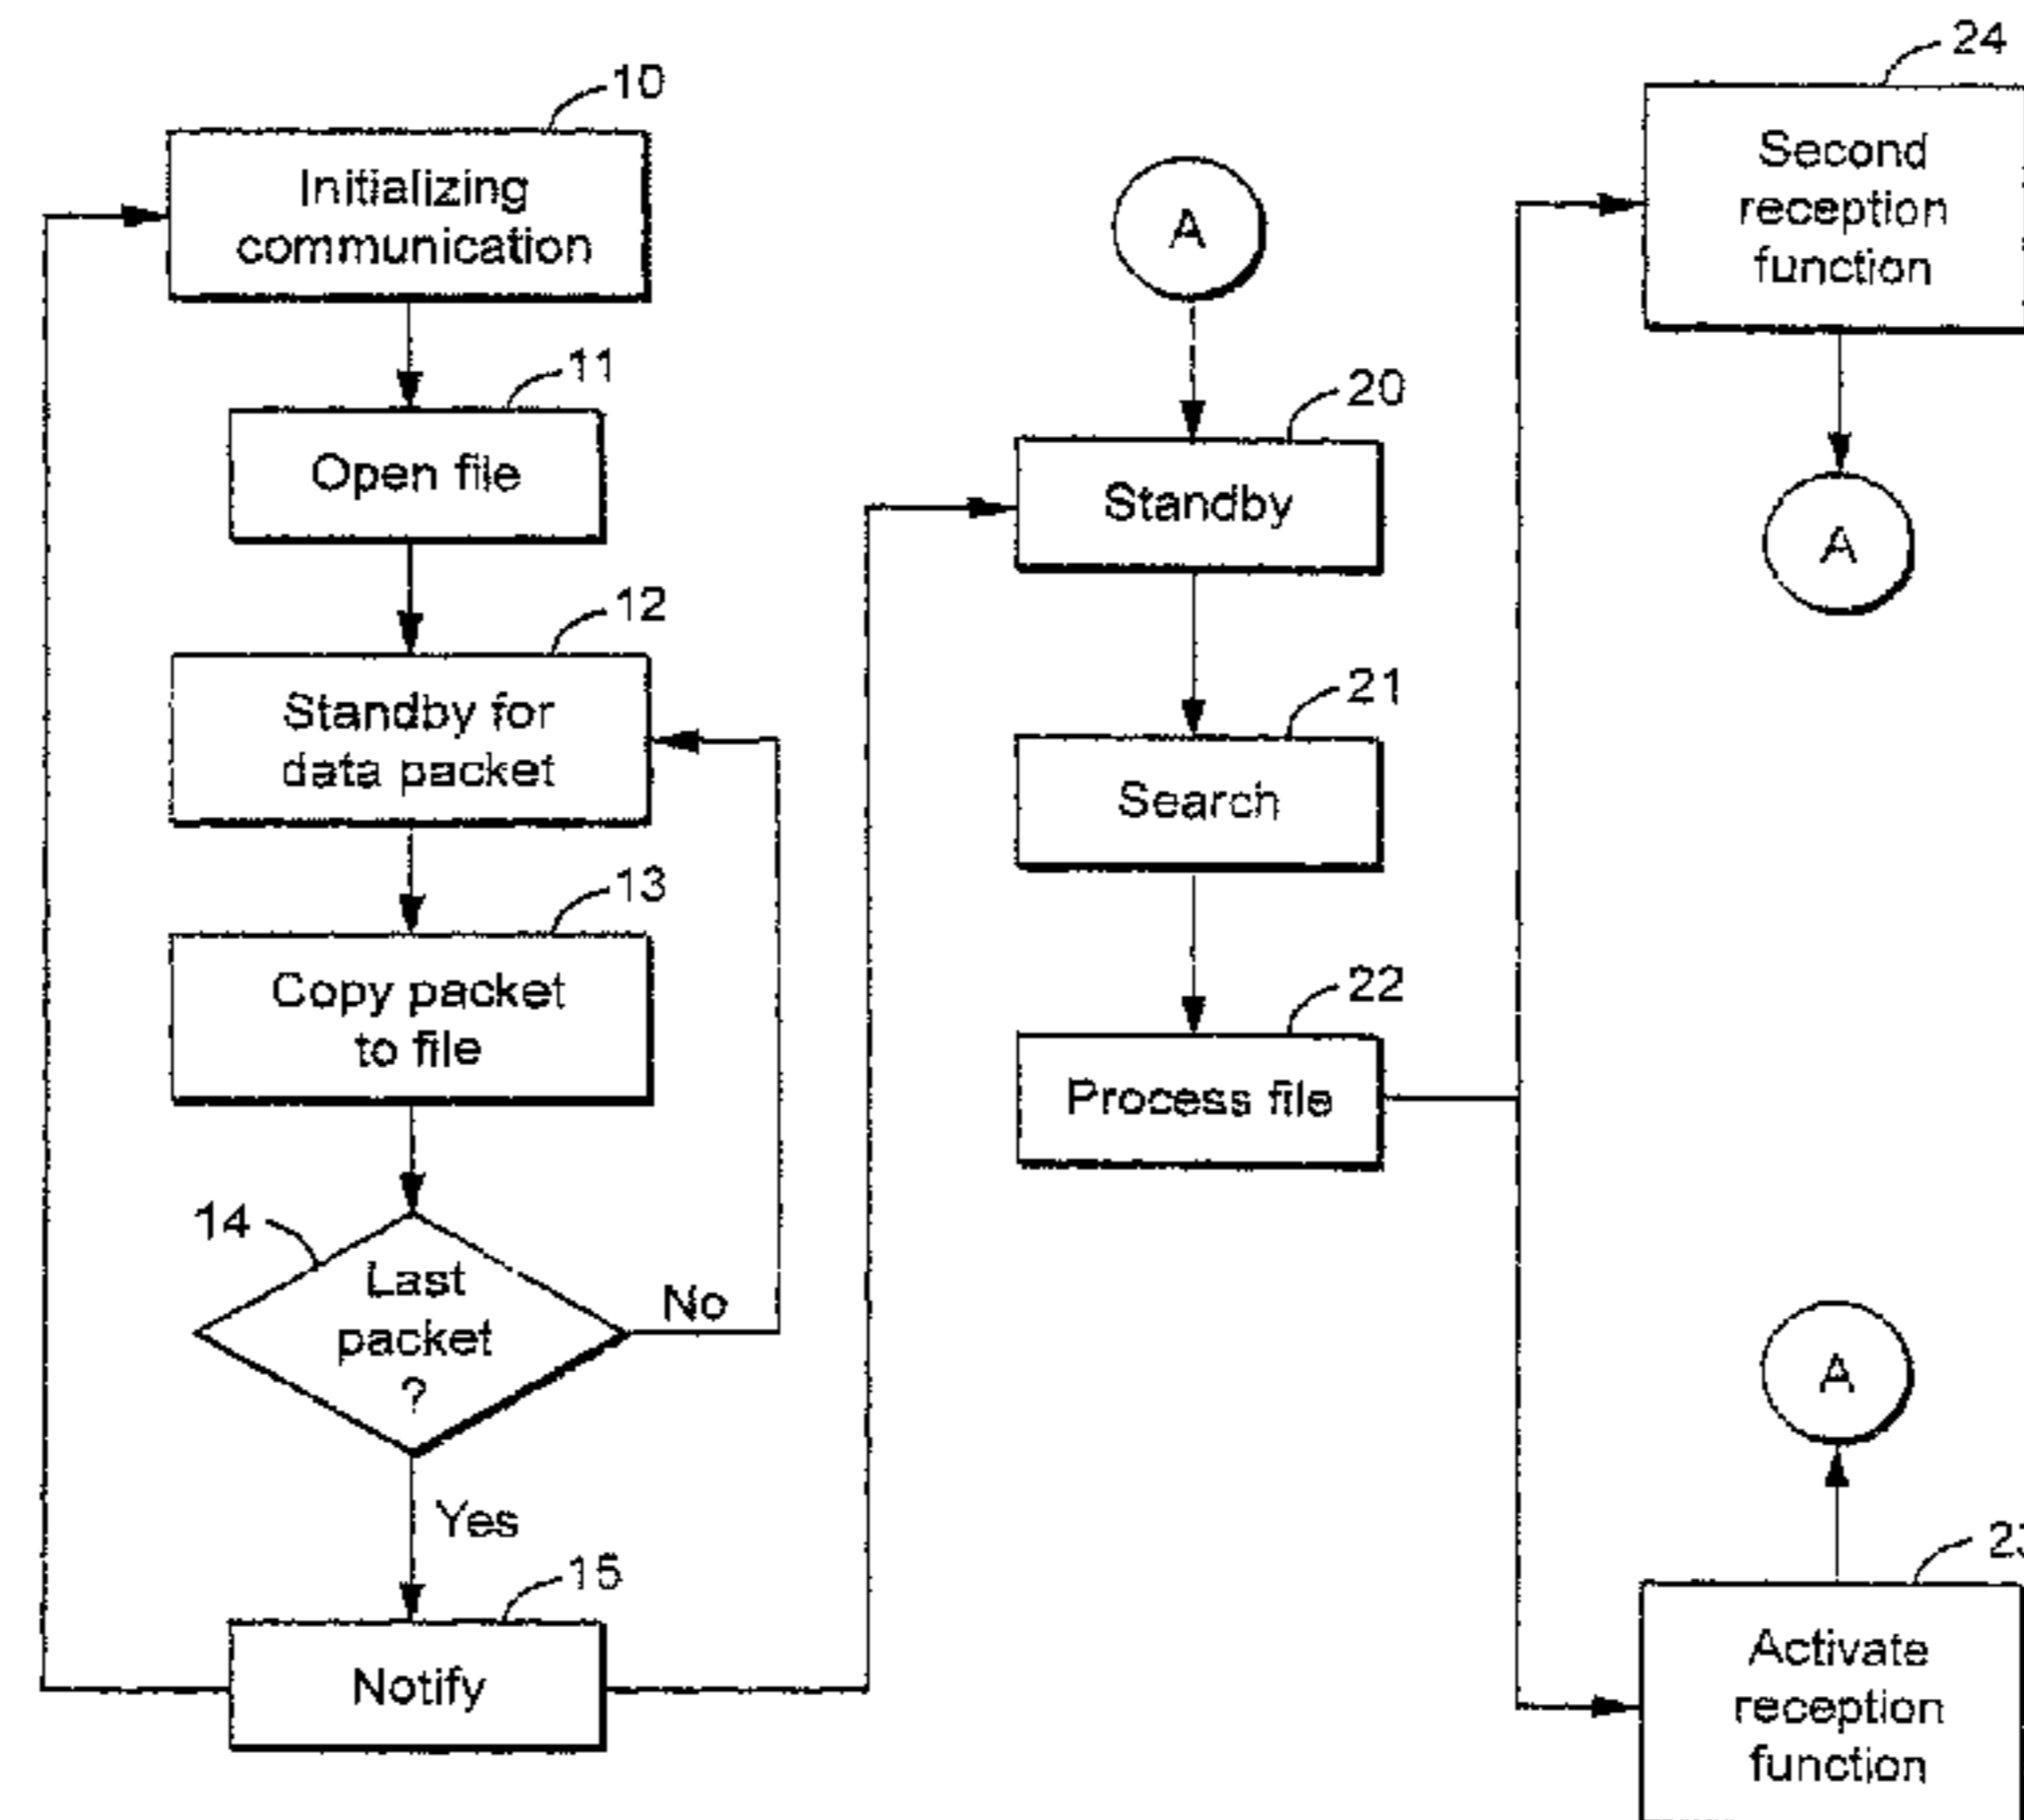 10
Initializing
communication
11
Open file
12
Standby for
data packet
13
Copy packet
to file
14
Last
packet
?
No
Yes
15
Notify
A
20
Standby
21
Search
22
Process file
24
Second
reception
function
A
A
Activate
reception
function